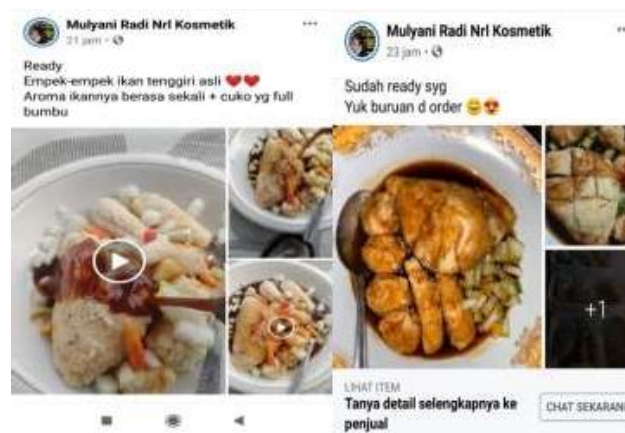 Mulyani Radi Nrl Kosmetik
21 jam
Ready
Empek-empek ikan tenggiri asli
Aroma ikannya berasa sekali + cuko yg full
bumbu
Mulyani Radi Nrl Kosmetik
23 jam
Sudah ready syg
Yuk buruan d order
+1
LIHAT ITEM
Tanya detail selengkapnya ke
penjual
CHAT SEKARANG